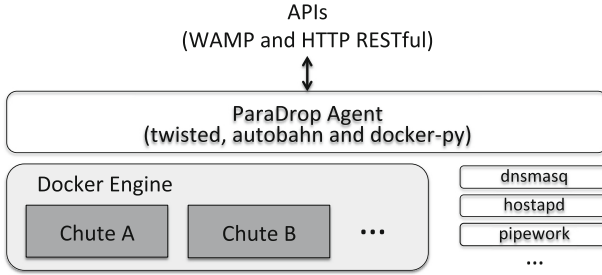 APIs
(WAMP and HTTP RESTful)
ParaDrop Agent
(twisted, autobahn and docker-py)
Docker Engine
Chute A
Chute B
...
dnsmasq
hostapd
pipework
...